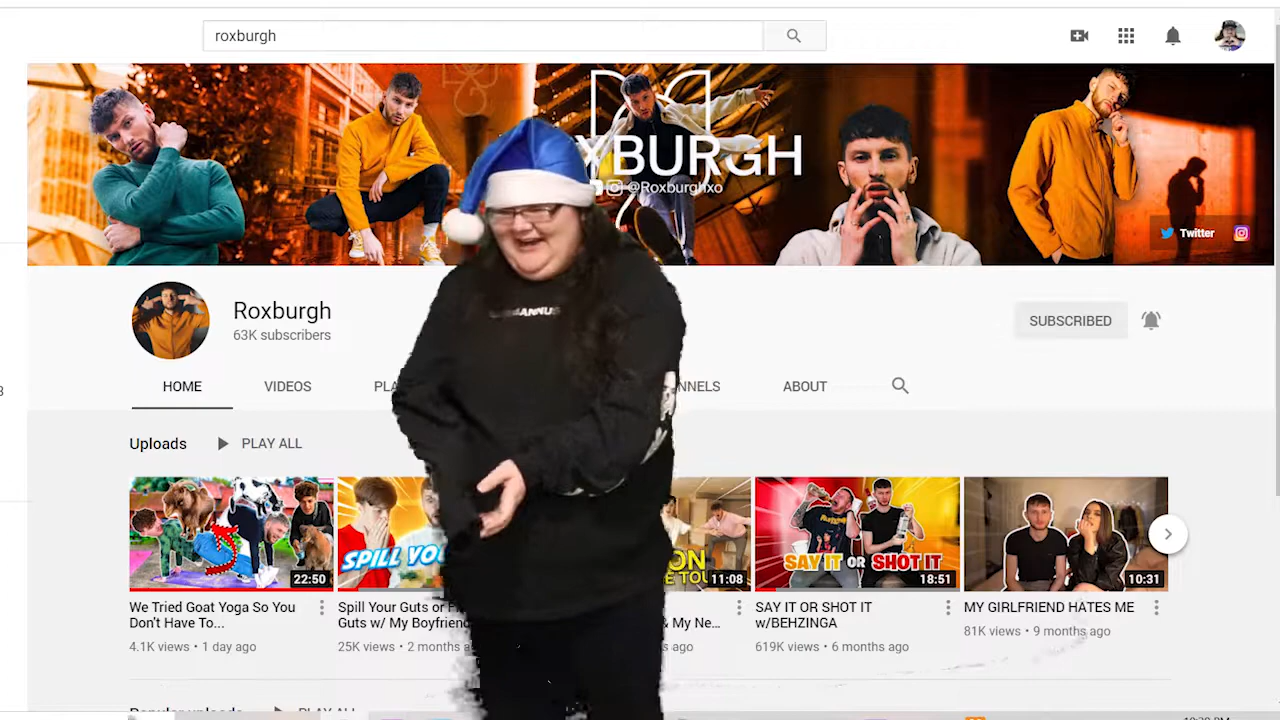 roxburgh
YBURGH
@Roxburghxo
Twitter
Roxburgh
63K subscribers
SUBSCRIBED
HOME VIDEOS ABOUT
Uploads PLAY ALL
22:50
SPILL YO
11:08
SAY IT OR SHOT IT
18:51
10:31
We Tried Goat Yoga So You
Don't Have To...
4.1K views • 1 day ago
Spill Your Guts or
Guts w/ My Boyfriend
25K views • 2 months
& My Ne...
ago
SAY IT OR SHOT IT
w/BEHZINGA
619K views • 6 months ago
MY GIRLFRIEND HATES ME
81K views • 9 months ago